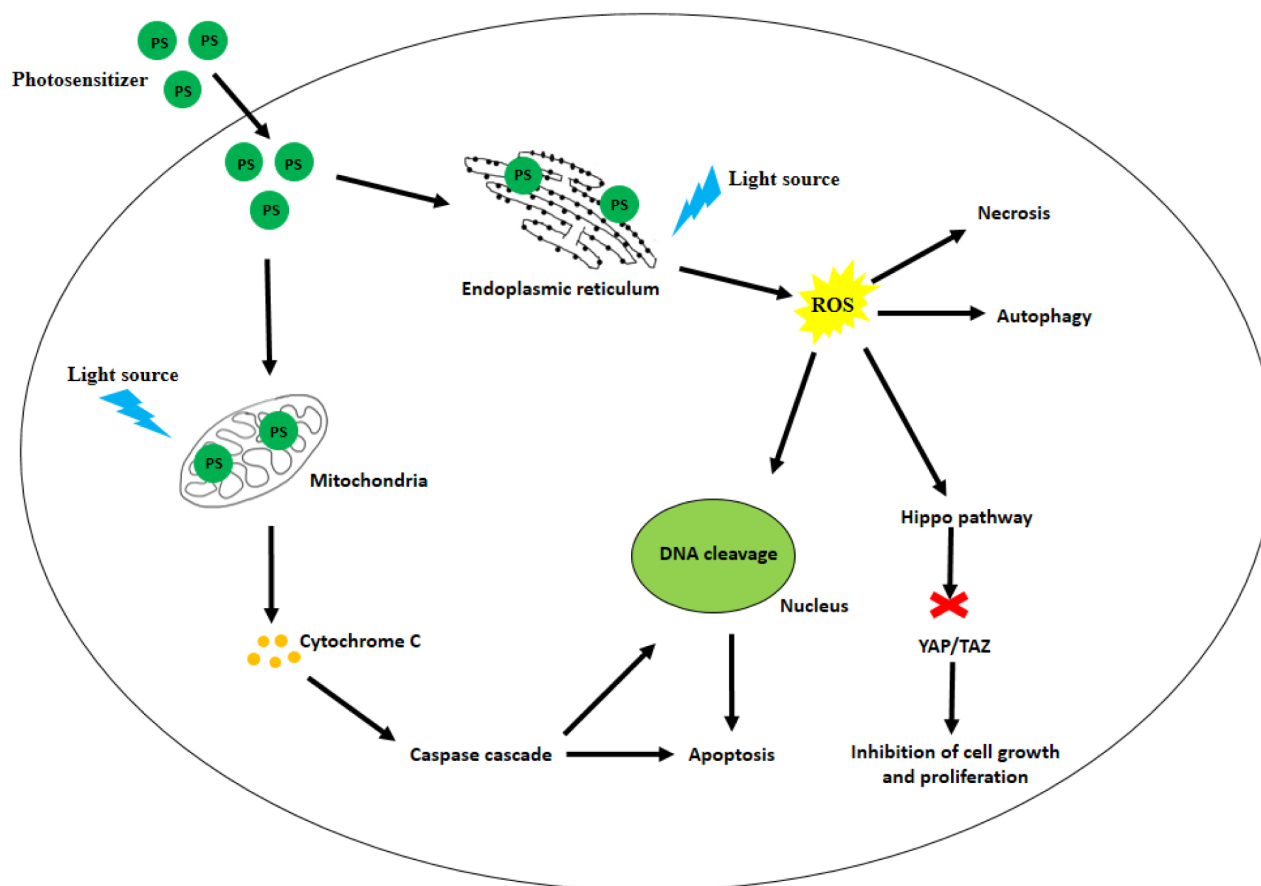 PS
PS
Photosensitizer
PS
PS
PS
PS
PS
PS
Light source
Endoplasmic reticulum
Necrosis
ROS
Autophagy
Light source
PS
PS
Mitochondria
Hippo pathway
DNA cleavage
Nucleus
Cytochrome C
YAP/TAZ
Caspase cascade
Apoptosis
Inhibition of cell growth
and proliferation